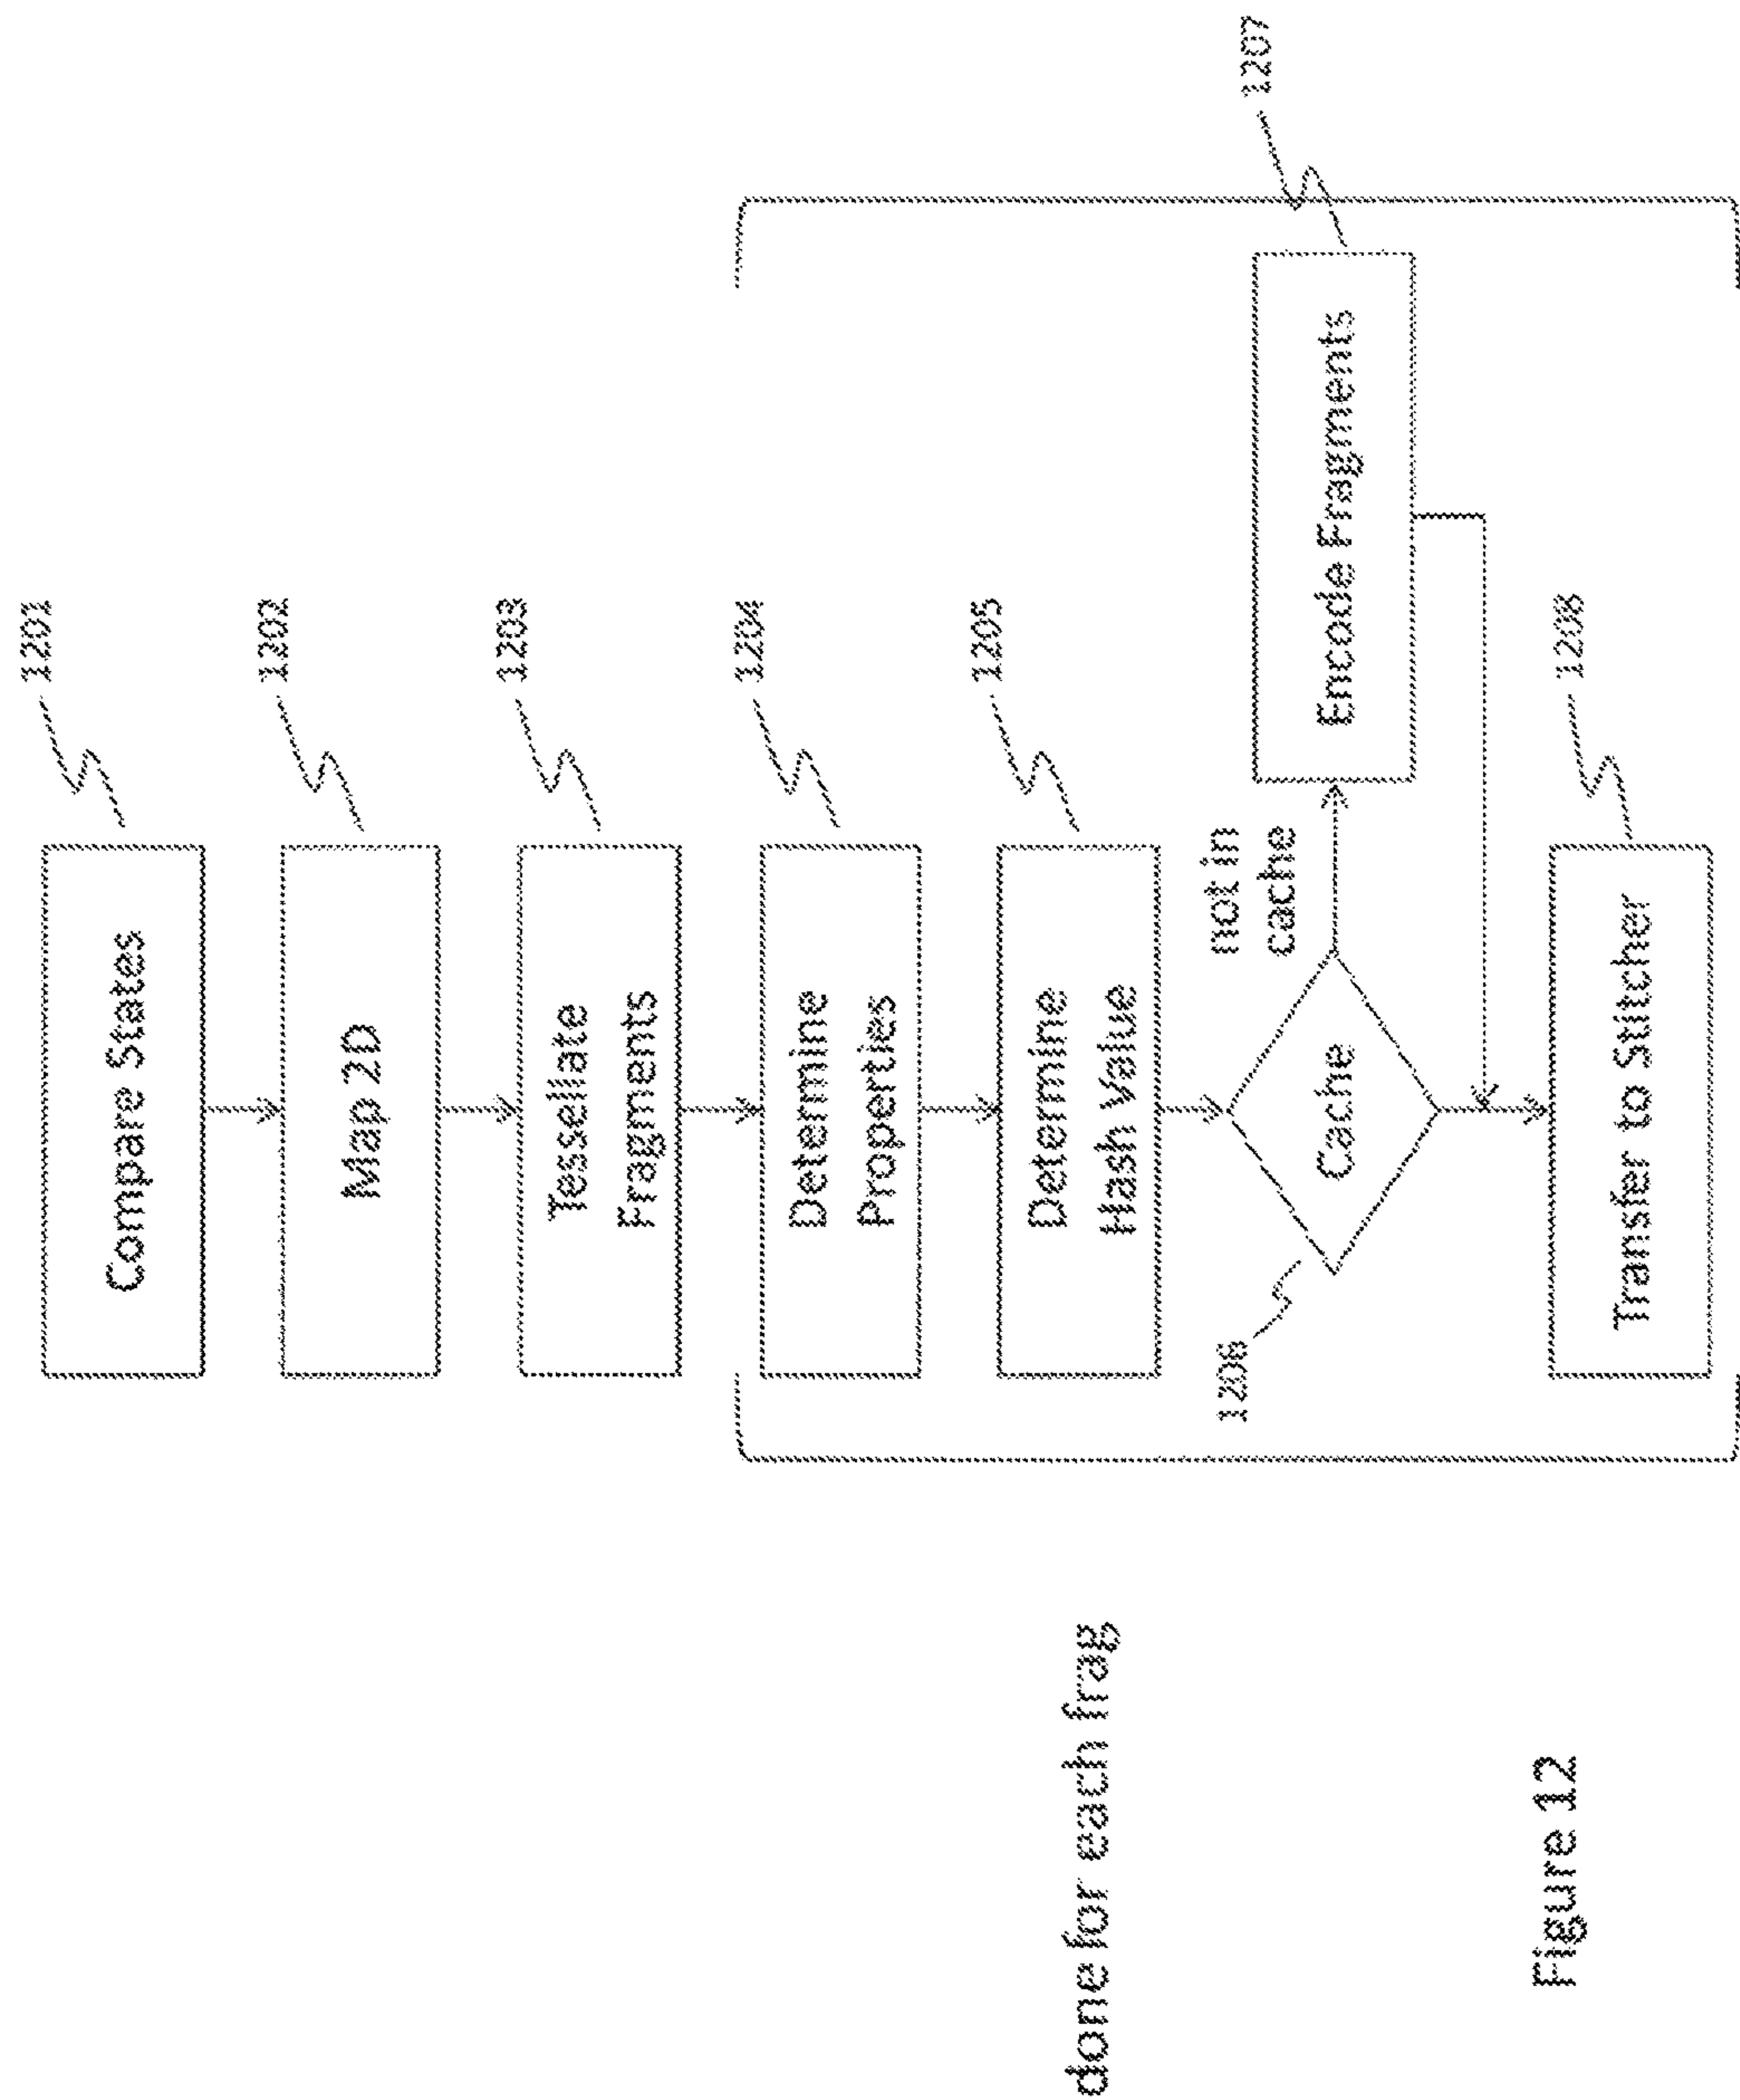 1201
Compare States
1202
Map 2D
1203
Tessellate
Fragments
1204
Determine
Properties
1205
Determine
Hash Value
1206
Cache
not in
cache
1207
Encode Fragments
1208
Transfer to Stitcher
done for each frag
Figure 12